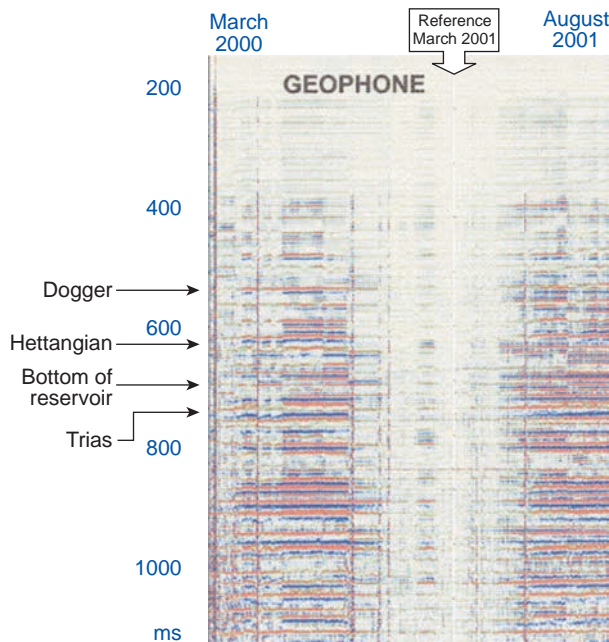 March
2000
Reference
March 2001
August
2001
GEOPHONE
200
400
Dogger
600
Hettangian
Bottom of
reservoir
Trias
800
1000
ms